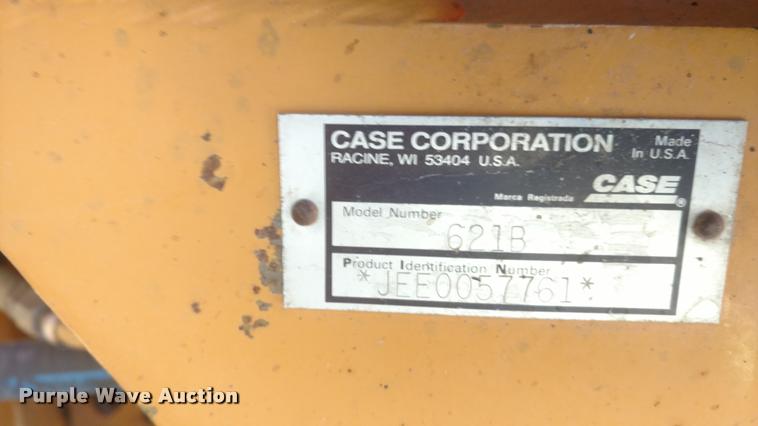 CASE CORPORATION
RACINE, WI 53404 U.S.A.
Made
In U.S.A.
Marca Registrada
CASE ®
Model Number
621B
Product Identification Number
*JEE0057761*
Purple Wave Auction